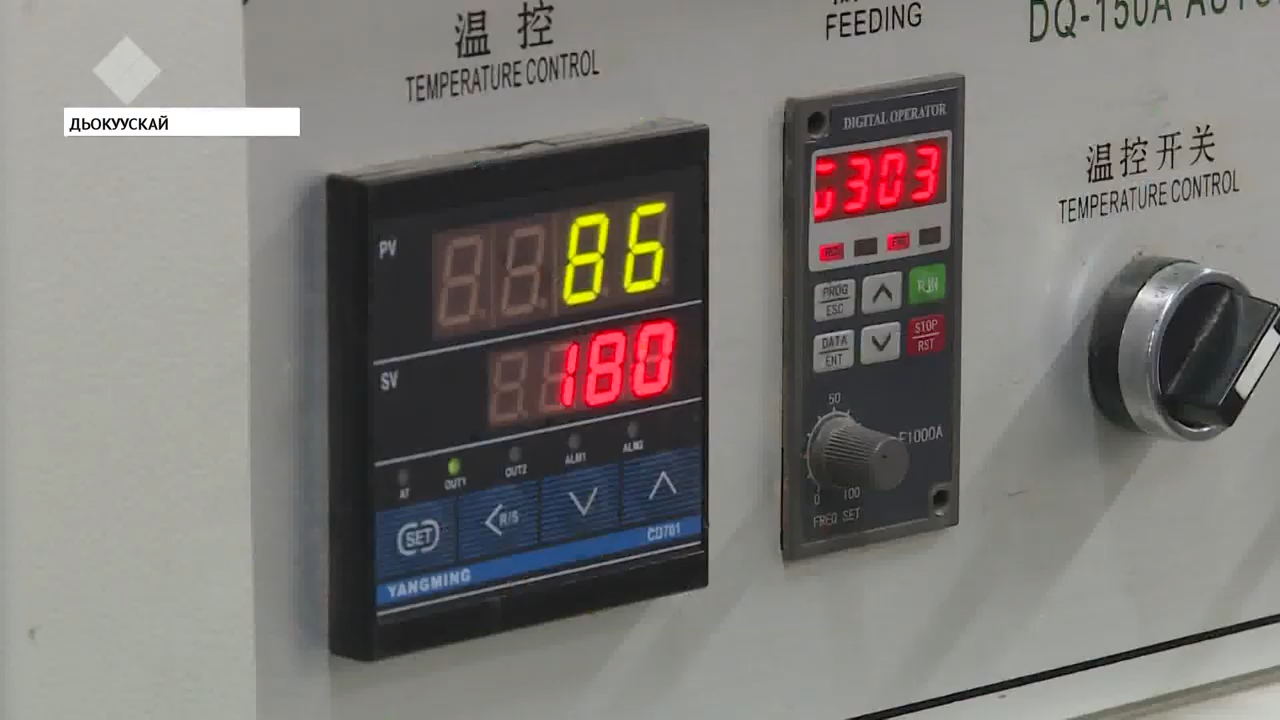 ДЬОКУУСКАЙ
温控
TEMPERATURE CONTROL
PV
86
SV
180
AT OUT1 OUT2 ALM1 ALM2
SET
R/S
CD701
YANGMING
FEEDING
DIGITAL OPERATOR
303
PROG
ESC
RUN
DATA
ENT
STOP
RST
50
0 100
FREQ SET
DQ-150A
温控开关
TEMPERATURE CONTROL